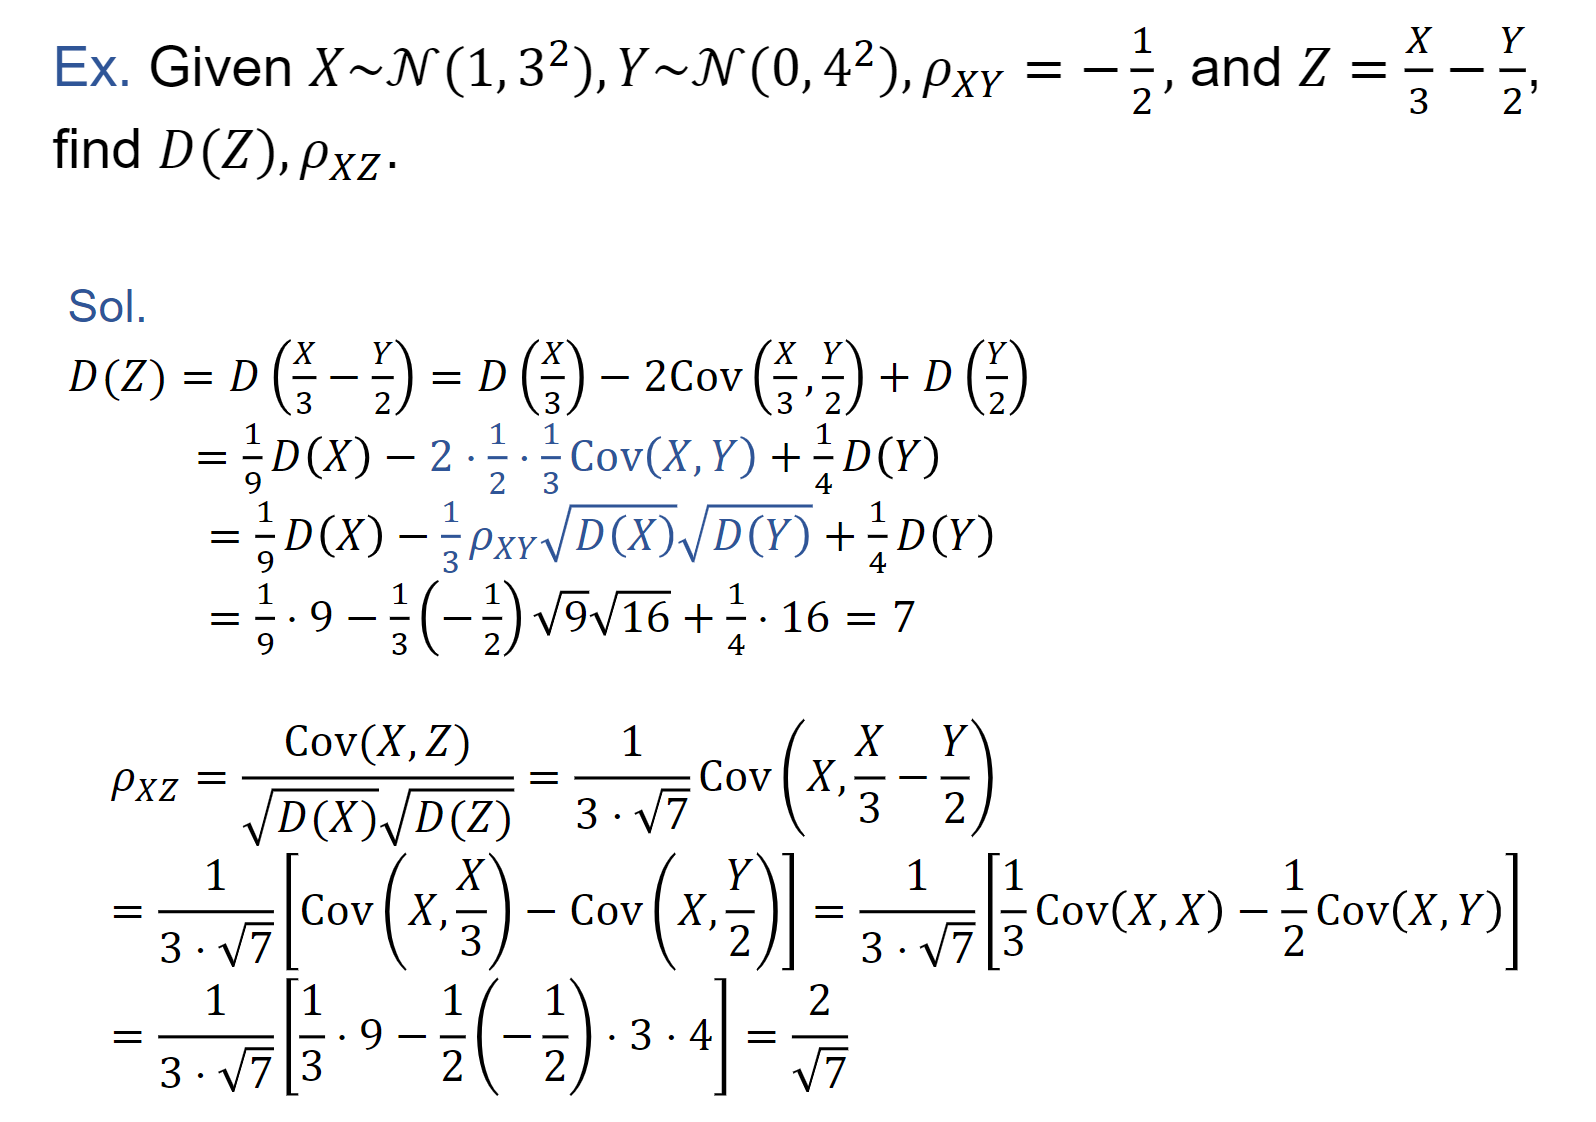 Ex. Given X~𝒩(1, 3²), Y~𝒩(0, 4²), ρ_XY = −1/2, and Z = X/3 − Y/2,
find D(Z), ρ_XZ.
Sol.
D(Z) = D(X/3 − Y/2) = D(X/3) − 2Cov(X/3, Y/2) + D(Y/2)
= 1/9 D(X) − 2 · 1/2 · 1/3 Cov(X, Y) + 1/4 D(Y)
= 1/9 D(X) − 1/3 ρ_XY √D(X) √D(Y) + 1/4 D(Y)
= 1/9 · 9 − 1/3 (−1/2) √9 √16 + 1/4 · 16 = 7
ρ_XZ = Cov(X, Z) / (√D(X) √D(Z)) = 1/(3 · √7) Cov(X, X/3 − Y/2)
= 1/(3 · √7) [Cov(X, X/3) − Cov(X, Y/2)] = 1/(3 · √7) [1/3 Cov(X, X) − 1/2 Cov(X, Y)]
= 1/(3 · √7) [1/3 · 9 − 1/2 (−1/2) · 3 · 4] = 2/√7